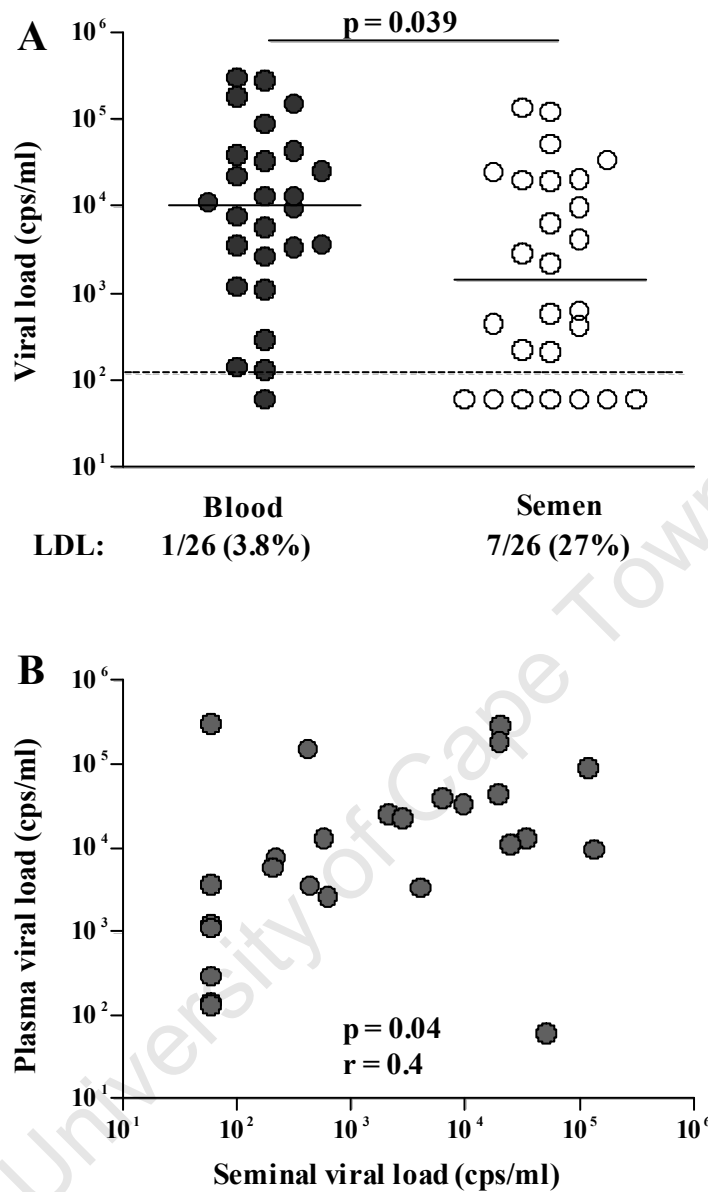 A
p = 0.039
Viral load (cps/ml)
10⁶
10⁵
10⁴
10³
10²
10¹
Blood
Semen
LDL:
1/26 (3.8%)
7/26 (27%)
B
Plasma viral load (cps/ml)
10⁶
10⁵
10⁴
10³
10²
10¹
p = 0.04
r = 0.4
10¹ 10² 10³ 10⁴ 10⁵ 10⁶
Seminal viral load (cps/ml)
University of Cape Town